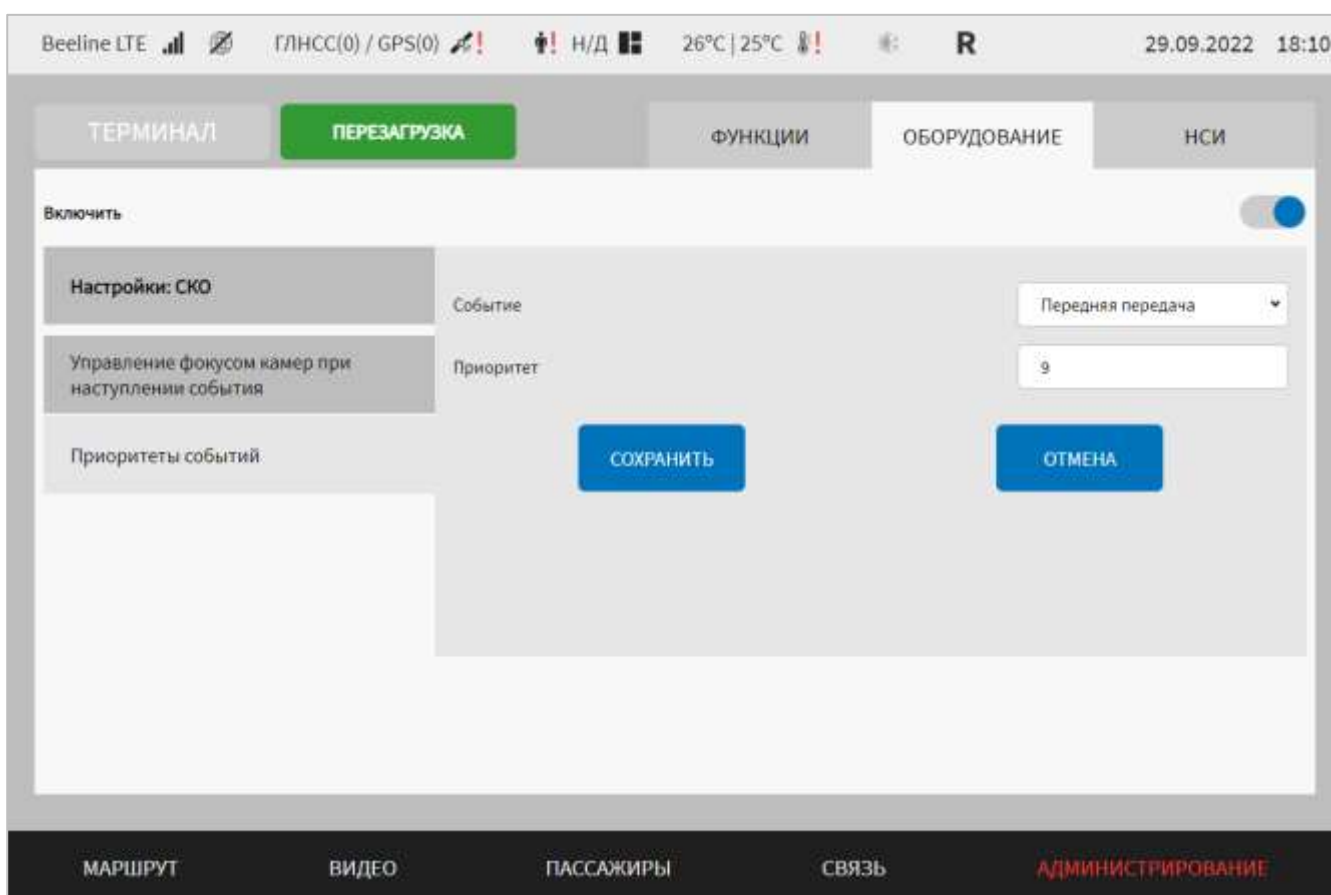 Beeline LTE ГЛНСС(0) / GPS(0) ! ! Н/Д 26°C | 25°C ! R 29.09.2022 18:10
ТЕРМИНАЛ ПЕРЕЗАГРУЗКА ФУНКЦИИ ОБОРУДОВАНИЕ НСИ
Включить
Настройки: СКО
Событие Передняя передача
Управление фокусом камер при
наступлении события
Приоритет 9
Приоритеты событий
СОХРАНИТЬ ОТМЕНА
МАРШРУТ ВИДЕО ПАССАЖИРЫ СВЯЗЬ АДМИНИСТРИРОВАНИЕ